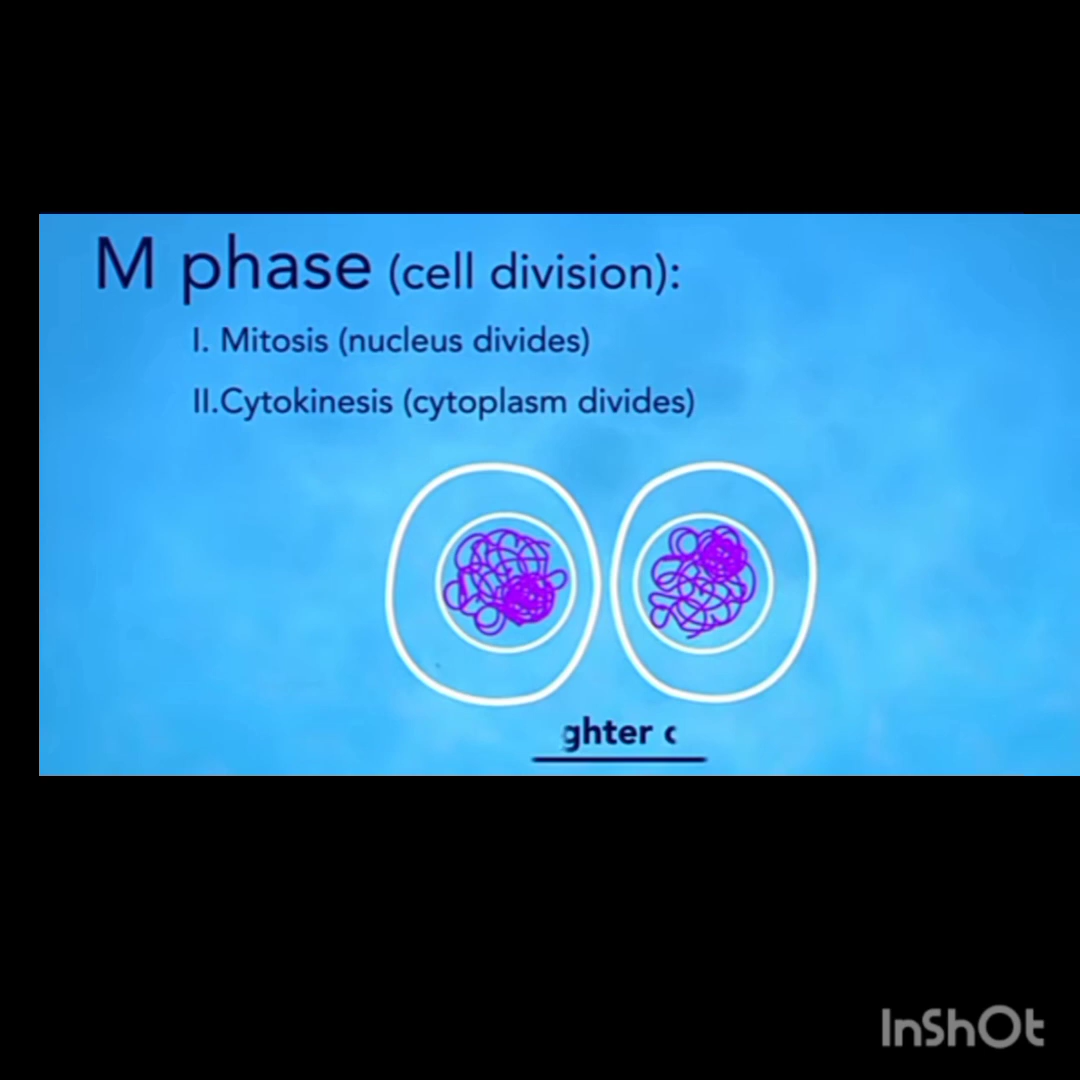 M phase (cell division):
I. Mitosis (nucleus divides)
II.Cytokinesis (cytoplasm divides)
ghter c
InShOt